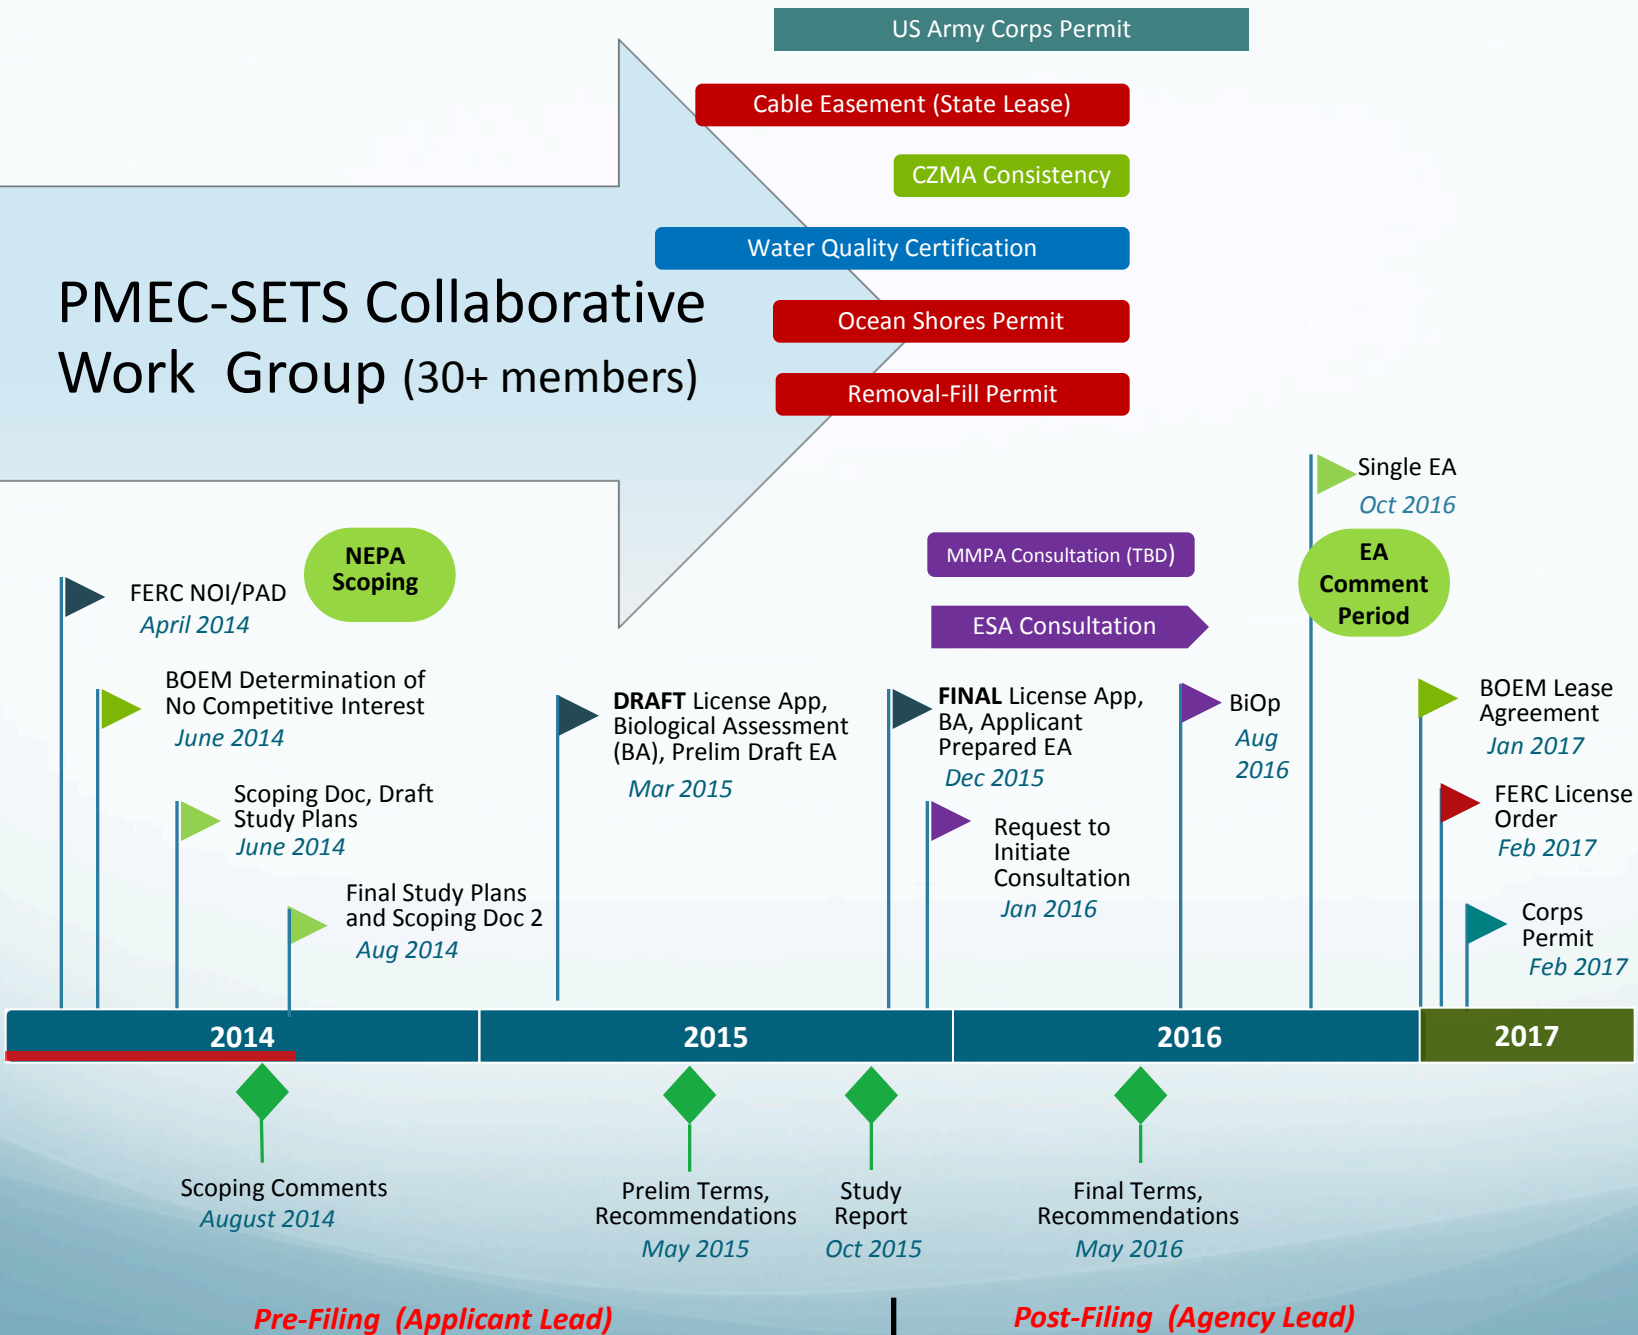 US Army Corps Permit
Cable Easement (State Lease)
CZMA Consistency
Water Quality Certification
PMEC-SETS Collaborative
Work Group (30+ members)
Ocean Shores Permit
Removal-Fill Permit
Single EA
Oct 2016
NEPA
Scoping
MMPA Consultation (TBD)
EA
Comment
Period
FERC NOI/PAD
April 2014
ESA Consultation
BOEM Determination of
No Competitive Interest
June 2014
DRAFT License App,
Biological Assessment
(BA), Prelim Draft EA
Mar 2015
FINAL License App,
BA, Applicant
Prepared EA
Dec 2015
BiOp
Aug
2016
BOEM Lease
Agreement
Jan 2017
Scoping Doc, Draft
Study Plans
June 2014
Request to
Initiate
Consultation
Jan 2016
FERC License
Order
Feb 2017
Final Study Plans
and Scoping Doc 2
Aug 2014
Corps
Permit
Feb 2017
2014
2015
2016
2017
Scoping Comments
August 2014
Prelim Terms,
Recommendations
May 2015
Study
Report
Oct 2015
Final Terms,
Recommendations
May 2016
Pre-Filing (Applicant Lead)
Post-Filing (Agency Lead)